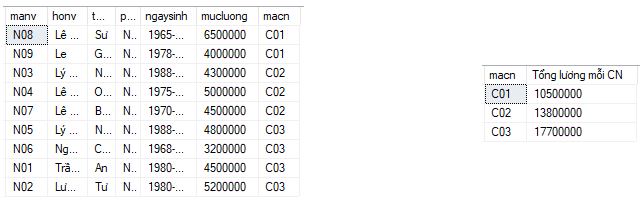 manv honv t... p... ngaysinh mucluong macn
N08 Lê ... Sư N... 1965-... 6500000 C01
N09 Le G... N... 1978-... 4000000 C01
N03 Lý ... N... N... 1988-... 4300000 C02
N04 Lê ... O... N... 1975-... 5000000 C02
N07 Lê ... B... N... 1970-... 4500000 C02
N05 Lý ... N... N... 1988-... 4800000 C03
N06 Ng... C... N... 1968-... 3200000 C03
N01 Trầ... An N... 1980-... 4500000 C03
N02 Lư... Tư N... 1980-... 5200000 C03
macn Tổng lương mỗi CN
C01 10500000
C02 13800000
C03 17700000